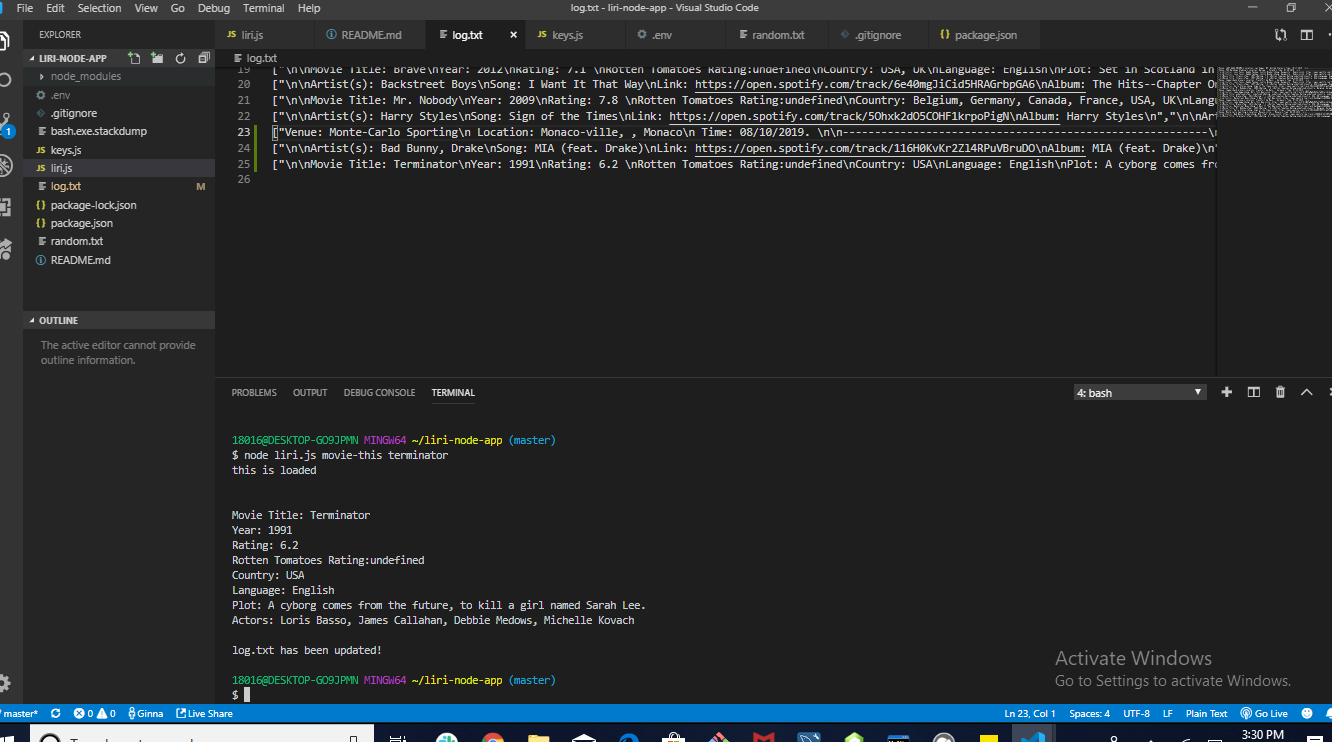 File Edit Selection View Go Debug Terminal Help log.txt - liri-node-app - Visual Studio Code
EXPLORER
JS liri.js README.md log.txt × JS keys.js .env random.txt .gitignore {} package.json
LIRI-NODE-APP
log.txt
node_modules
.env
.gitignore
bash.exe.stackdump
JS keys.js
JS liri.js
log.txt M
{} package-lock.json
{} package.json
random.txt
README.md
OUTLINE
The active editor cannot provide
outline information.
19 ["\n\nMovie Title: Brave\nYear: 2012\nRating: 7.1 \nRotten Tomatoes Rating:undefined\nCountry: USA, UK\nLanguage: English\nPlot: Set in Scotland in
20 ["\n\nArtist(s): Backstreet Boys\nSong: I Want It That Way\nLink: https://open.spotify.com/track/6e40mgJiCid5HRAGrbpGA6\nAlbum: The Hits--Chapter On
21 ["\n\nMovie Title: Mr. Nobody\nYear: 2009\nRating: 7.8 \nRotten Tomatoes Rating:undefined\nCountry: Belgium, Germany, Canada, France, USA, UK\nLangu
22 ["\n\nArtist(s): Harry Styles\nSong: Sign of the Times\nLink: https://open.spotify.com/track/5Ohxk2dO5COHF1krpoPigN\nAlbum: Harry Styles\n","\n\nAr
23 ["Venue: Monte-Carlo Sporting\n Location: Monaco-ville, , Monaco\n Time: 08/10/2019. \n\n--------------------------------------------------------\n
24 ["\n\nArtist(s): Bad Bunny, Drake\nSong: MIA (feat. Drake)\nLink: https://open.spotify.com/track/116H0KvKr2Zl4RPuVBruDO\nAlbum: MIA (feat. Drake)\n"
25 ["\n\nMovie Title: Terminator\nYear: 1991\nRating: 6.2 \nRotten Tomatoes Rating:undefined\nCountry: USA\nLanguage: English\nPlot: A cyborg comes fro
26
PROBLEMS OUTPUT DEBUG CONSOLE TERMINAL 4: bash
18016@DESKTOP-GO9JPMN MINGW64 ~/liri-node-app (master)
$ node liri.js movie-this terminator
this is loaded
Movie Title: Terminator
Year: 1991
Rating: 6.2
Rotten Tomatoes Rating:undefined
Country: USA
Language: English
Plot: A cyborg comes from the future, to kill a girl named Sarah Lee.
Actors: Loris Basso, James Callahan, Debbie Medows, Michelle Kovach
log.txt has been updated!
18016@DESKTOP-GO9JPMN MINGW64 ~/liri-node-app (master)
$
Activate Windows
Go to Settings to activate Windows.
master* 0 0 Ginna Live Share Ln 23, Col 1 Spaces: 4 UTF-8 LF Plain Text Go Live
3:30 PM